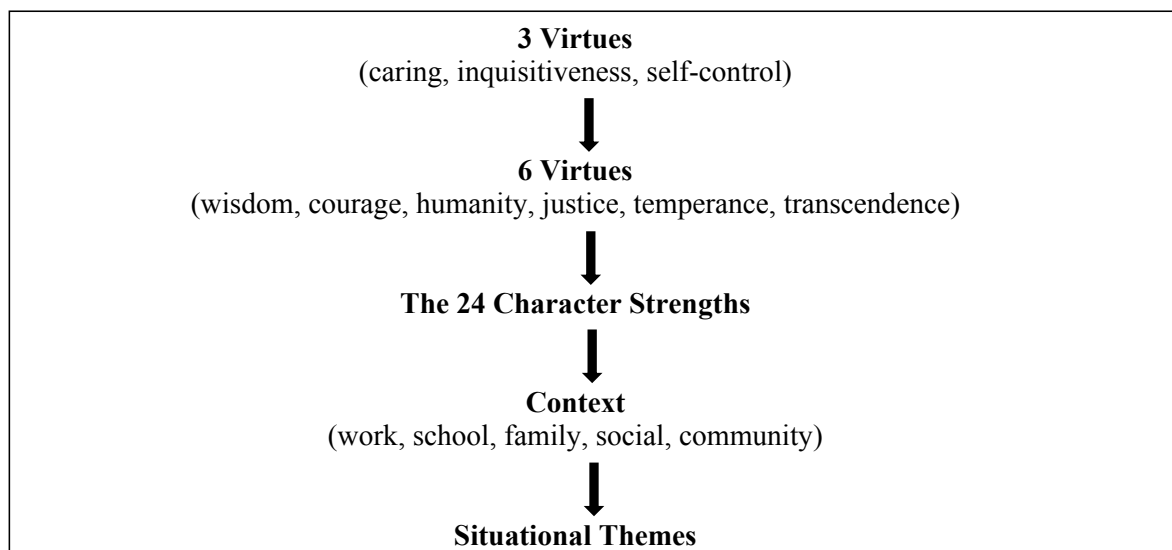 3 Virtues
(caring, inquisitiveness, self-control)
6 Virtues
(wisdom, courage, humanity, justice, temperance, transcendence)
The 24 Character Strengths
Context
(work, school, family, social, community)
Situational Themes